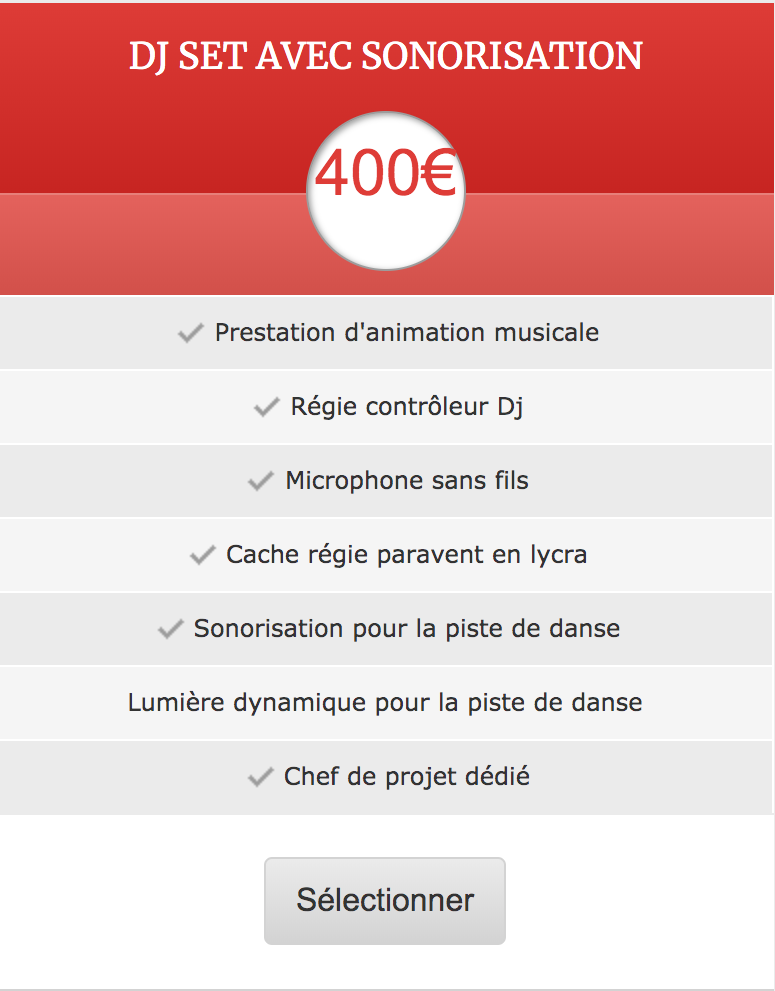 DJ SET AVEC SONORISATION
400€
Prestation d'animation musicale
Régie contrôleur Dj
Microphone sans fils
Cache régie paravent en lycra
Sonorisation pour la piste de danse
Lumière dynamique pour la piste de danse
Chef de projet dédié
Sélectionner